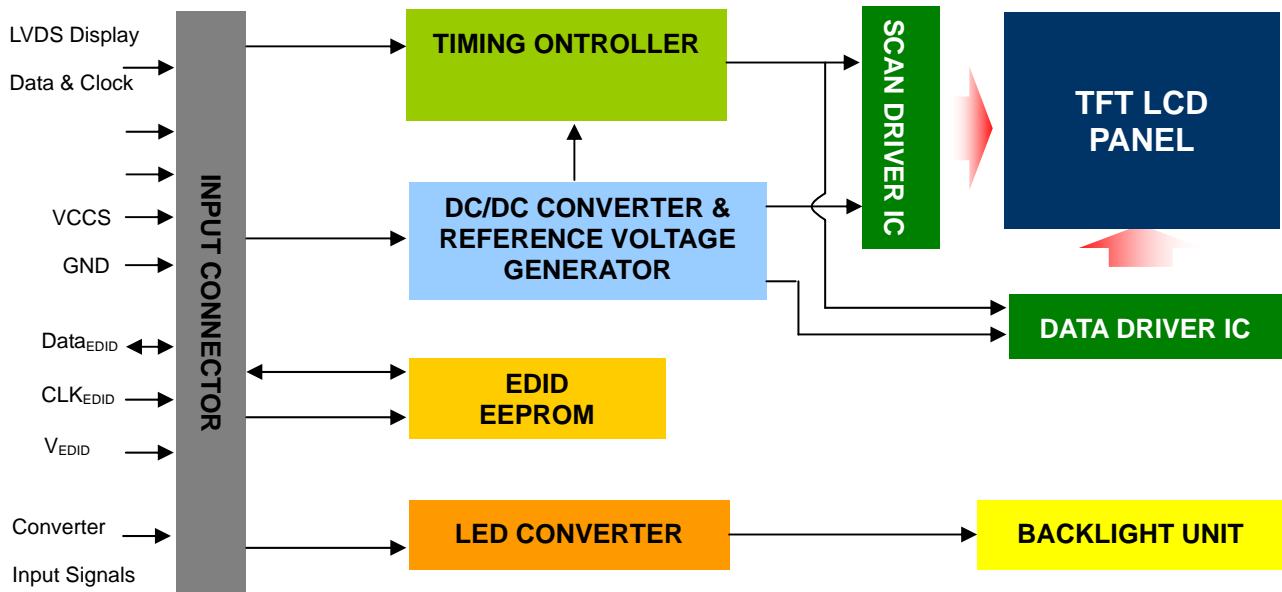 LVDS Display
Data & Clock
VCCS
GND
DataEDID
CLKEDID
VEDID
Converter
Input Signals
INPUT CONNECTOR
TIMING ONTROLLER
DC/DC CONVERTER &
REFERENCE VOLTAGE
GENERATOR
EDID
EEPROM
LED CONVERTER
SCAN DRIVER IC
TFT LCD
PANEL
DATA DRIVER IC
BACKLIGHT UNIT